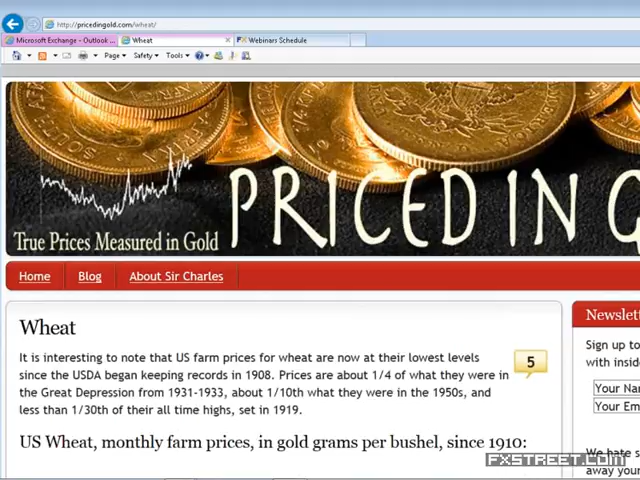 http://pricedingold.com/wheat/
Microsoft Exchange - Outlook ...
Wheat
Webinars Schedule
Page
Safety
Tools
True Prices Measured in Gold
PRICED IN G
Home
Blog
About Sir Charles
Wheat
It is interesting to note that US farm prices for wheat are now at their lowest levels
since the USDA began keeping records in 1908. Prices are about 1/4 of what they were in
the Great Depression from 1931-1933, about 1/10th what they were in the 1950s, and
less than 1/30th of their all time highs, set in 1919.
5
US Wheat, monthly farm prices, in gold grams per bushel, since 1910:
Newslett
Sign up to
with inside
Your Na
Your Em
We hate s
away your
FXSTREET.COM